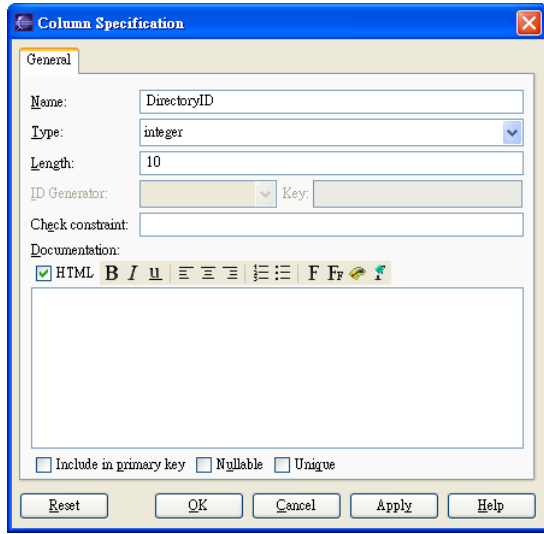 Column Specification
General
Name: DirectoryID
Type: integer
Length: 10
ID Generator: Key:
Check constraint:
Documentation:
HTML B I u F FF
Include in primary key Nullable Unique
Reset OK Cancel Apply Help